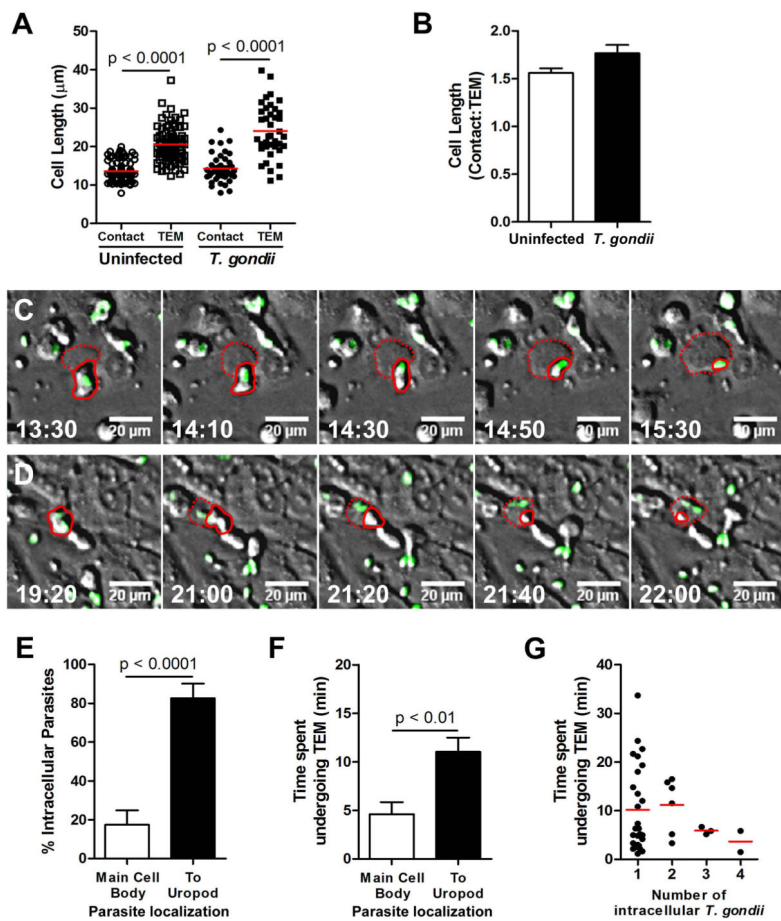 A
Cell Length (µm)
50
40
30
20
10
0
p < 0.0001
p < 0.0001
Contact TEM Contact TEM
Uninfected T. gondii
B
Cell Length
(Contact:TEM)
2.0
1.5
1.0
0.5
0.0
Uninfected T. gondii
C
13:30 20 µm
14:10 20 µm
14:30 20 µm
14:50 20 µm
15:30 20 µm
D
19:20 20 µm
21:00 20 µm
21:20 20 µm
21:40 20 µm
22:00 20 µm
E
% Intracellular Parasites
100
80
60
40
20
0
p < 0.0001
Main Cell To
Body Uropod
Parasite localization
F
Time spent
undergoing TEM (min)
20
15
10
5
0
p < 0.01
Main Cell To
Body Uropod
Parasite localization
G
Time spent
undergoing TEM (min)
40
30
20
10
0
1 2 3 4
Number of
intracellular T. gondii